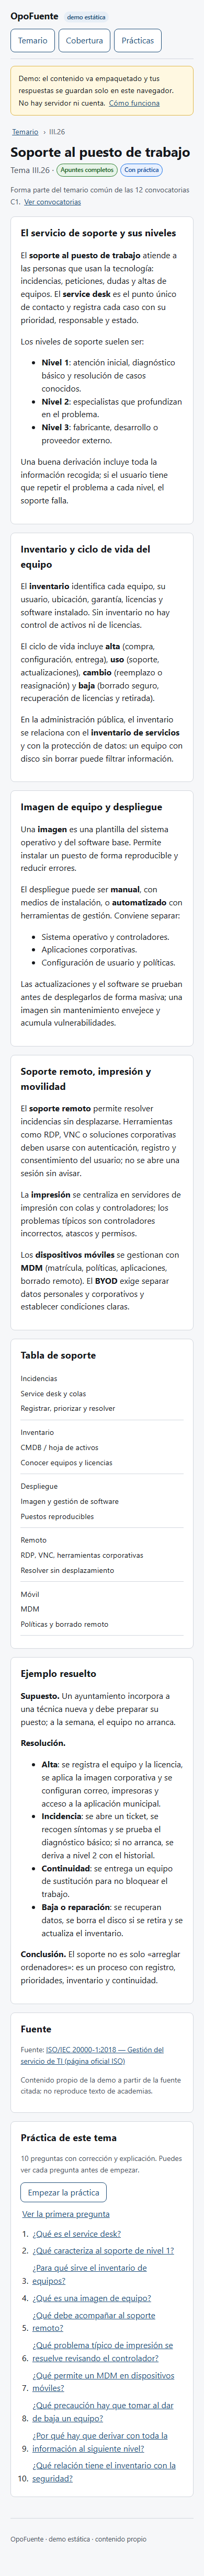 OpoFuente demo estática
Temario Cobertura Prácticas
Demo: el contenido va empaquetado y tus
respuestas se guardan solo en este navegador.
No hay servidor ni cuenta. Cómo funciona
Temario › III.26
Soporte al puesto de trabajo
Tema III.26 · Apuntes completos Con práctica
Forma parte del temario común de las 12 convocatorias
C1. Ver convocatorias
El servicio de soporte y sus niveles
El soporte al puesto de trabajo atiende a
las personas que usan la tecnología:
incidencias, peticiones, dudas y altas de
equipos. El service desk es el punto único
de contacto y registra cada caso con su
prioridad, responsable y estado.
Los niveles de soporte suelen ser:
• Nivel 1: atención inicial, diagnóstico
básico y resolución de casos
conocidos.
• Nivel 2: especialistas que profundizan
en el problema.
• Nivel 3: fabricante, desarrollo o
proveedor externo.
Una buena derivación incluye toda la
información recogida; si el usuario tiene
que repetir el problema a cada nivel, el
soporte falla.
Inventario y ciclo de vida del
equipo
El inventario identifica cada equipo, su
usuario, ubicación, garantía, licencias y
software instalado. Sin inventario no hay
control de activos ni de licencias.
El ciclo de vida incluye alta (compra,
configuración, entrega), uso (soporte,
actualizaciones), cambio (reemplazo o
reasignación) y baja (borrado seguro,
recuperación de licencias y retirada).
En la administración pública, el inventario
se relaciona con el inventario de servicios
y con la protección de datos: un equipo con
disco sin borrar puede filtrar información.
Imagen de equipo y despliegue
Una imagen es una plantilla del sistema
operativo y del software base. Permite
instalar un puesto de forma reproducible y
reducir errores.
El despliegue puede ser manual, con
medios de instalación, o automatizado con
herramientas de gestión. Conviene separar:
• Sistema operativo y controladores.
• Aplicaciones corporativas.
• Configuración de usuario y políticas.
Las actualizaciones y el software se prueban
antes de desplegarlos de forma masiva; una
imagen sin mantenimiento envejece y
acumula vulnerabilidades.
Soporte remoto, impresión y
movilidad
El soporte remoto permite resolver
incidencias sin desplazarse. Herramientas
como RDP, VNC o soluciones corporativas
deben usarse con autenticación, registro y
consentimiento del usuario; no se abre una
sesión sin avisar.
La impresión se centraliza en servidores de
impresión con colas y controladores; los
problemas típicos son controladores
incorrectos, atascos y permisos.
Los dispositivos móviles se gestionan con
MDM (matrícula, políticas, aplicaciones,
borrado remoto). El BYOD exige separar
datos personales y corporativos y
establecer condiciones claras.
Tabla de soporte
Incidencias
Service desk y colas
Registrar, priorizar y resolver
Inventario
CMDB / hoja de activos
Conocer equipos y licencias
Despliegue
Imagen y gestión de software
Puestos reproducibles
Remoto
RDP, VNC, herramientas corporativas
Resolver sin desplazamiento
Móvil
MDM
Políticas y borrado remoto
Ejemplo resuelto
Supuesto. Un ayuntamiento incorpora a
una técnica nueva y debe preparar su
puesto; a la semana, el equipo no arranca.
Resolución.
• Alta: se registra el equipo y la licencia,
se aplica la imagen corporativa y se
configuran correo, impresoras y
acceso a la aplicación municipal.
• Incidencia: se abre un ticket, se
recogen síntomas y se prueba el
diagnóstico básico; si no arranca, se
deriva a nivel 2 con el historial.
• Continuidad: se entrega un equipo
de sustitución para no bloquear el
trabajo.
• Baja o reparación: se recuperan
datos, se borra el disco si se retira y se
actualiza el inventario.
Conclusión. El soporte no es solo «arreglar
ordenadores»: es un proceso con registro,
prioridades, inventario y continuidad.
Fuente
Fuente: ISO/IEC 20000-1:2018 — Gestión del
servicio de TI (página oficial ISO)
Contenido propio de la demo a partir de la fuente
citada; no reproduce texto de academias.
Práctica de este tema
10 preguntas con corrección y explicación. Puedes
ver cada pregunta antes de empezar.
Empezar la práctica
Ver la primera pregunta
1. ¿Qué es el service desk?
2. ¿Qué caracteriza al soporte de nivel 1?
¿Para qué sirve el inventario de
3. equipos?
4. ¿Qué es una imagen de equipo?
¿Qué debe acompañar al soporte
5. remoto?
¿Qué problema típico de impresión se
6. resuelve revisando el controlador?
¿Qué permite un MDM en dispositivos
7. móviles?
¿Qué precaución hay que tomar al dar
8. de baja un equipo?
¿Por qué hay que derivar con toda la
9. información al siguiente nivel?
¿Qué relación tiene el inventario con la
10. seguridad?
OpoFuente · demo estática · contenido propio